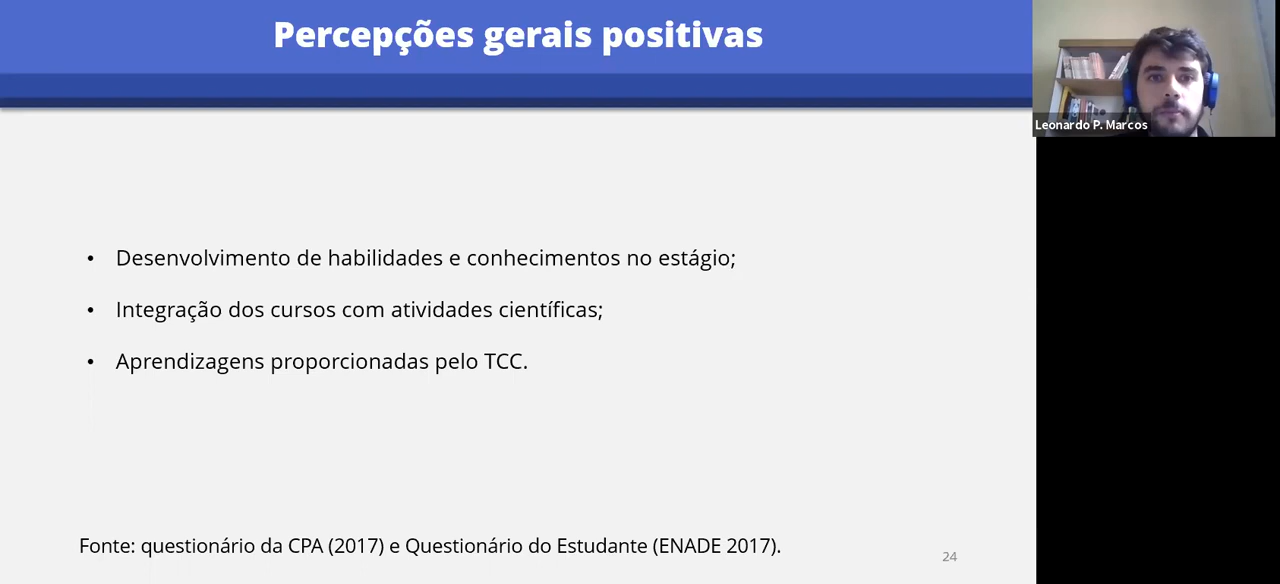 Percepções gerais positivas
Leonardo P. Marcos
• Desenvolvimento de habilidades e conhecimentos no estágio;
• Integração dos cursos com atividades científicas;
• Aprendizagens proporcionadas pelo TCC.
Fonte: questionário da CPA (2017) e Questionário do Estudante (ENADE 2017).
24